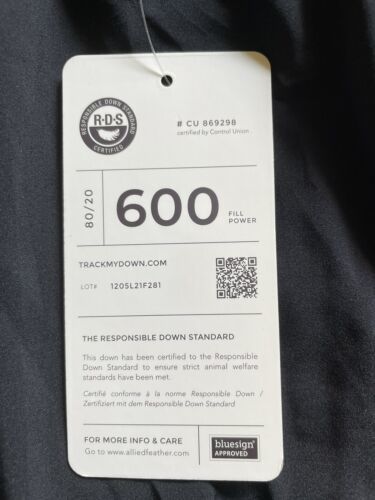 RESPONSIBLE DOWN STANDARD
R·D·S
CERTIFIED
# CU 869298
certified by Control Union
80/20
600
FILL
POWER
TRACKMYDOWN.COM
LOT# 1205L21F281
THE RESPONSIBLE DOWN STANDARD
This down has been certified to the Responsible
Down Standard to ensure strict animal welfare
standards have been met.
Certifié conforme à la norme Responsible Down /
Zertifiziert mit dem Responsible Down Standard
FOR MORE INFO & CARE
Go to www.alliedfeather.com
bluesign®
APPROVED